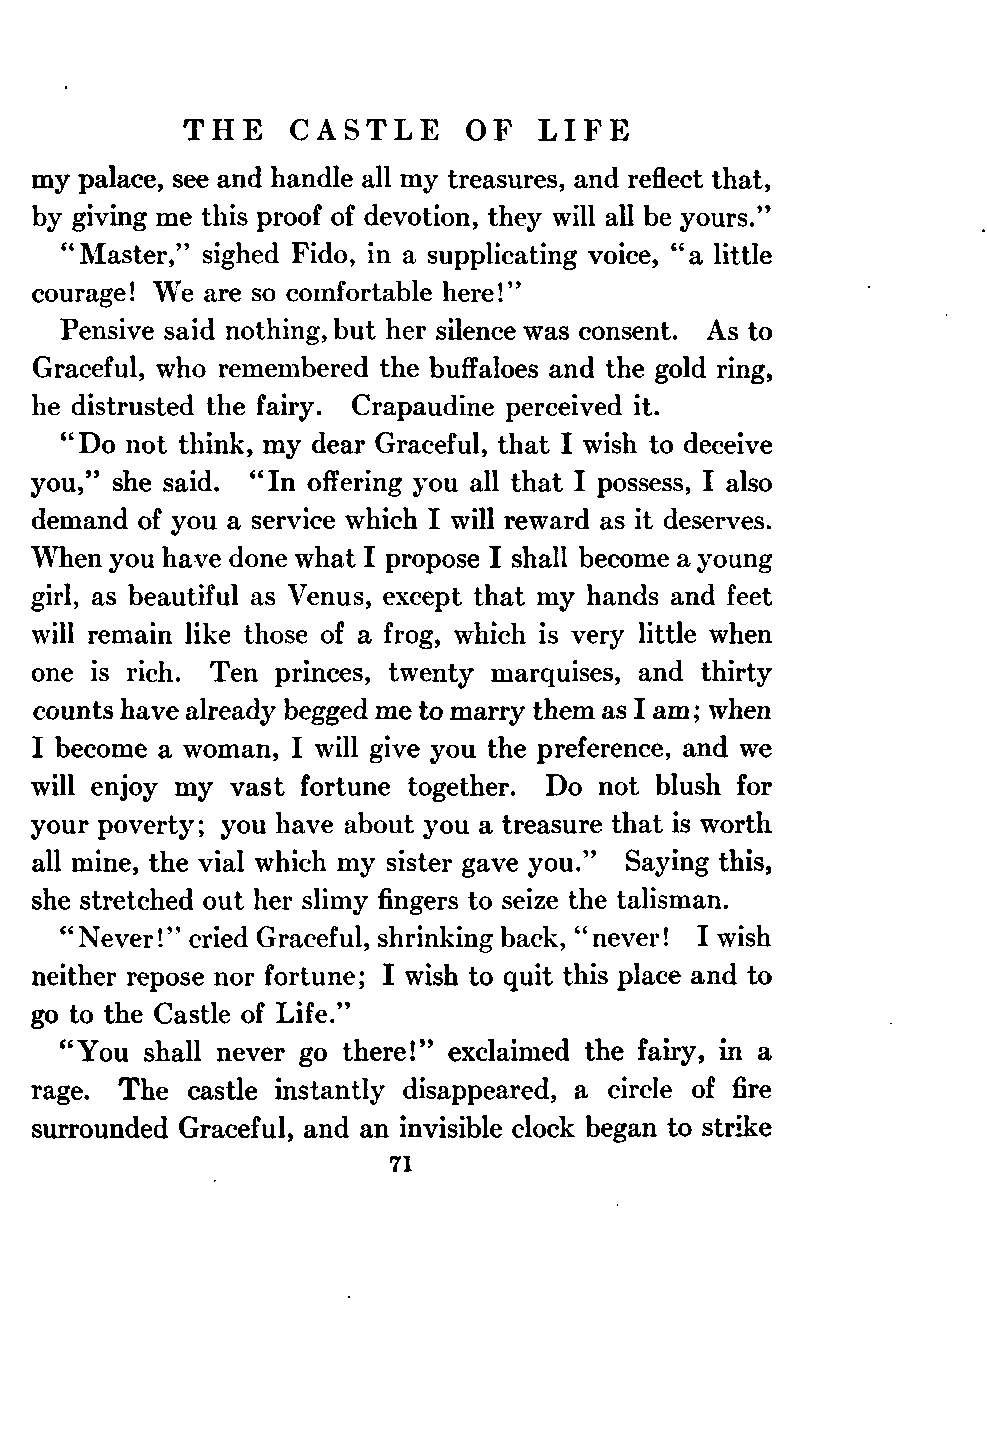 THE CASTLE OF LIFE
my palace, see and handle all my treasures, and reflect that,
by giving me this proof of devotion, they will all be yours."
"Master," sighed Fido, in a supplicating voice, "a little
courage! We are so comfortable here!"
Pensive said nothing, but her silence was consent. As to
Graceful, who remembered the buffaloes and the gold ring,
he distrusted the fairy. Crapaudine perceived it.
"Do not think, my dear Graceful, that I wish to deceive
you," she said. "In offering you all that I possess, I also
demand of you a service which I will reward as it deserves.
When you have done what I propose I shall become a young
girl, as beautiful as Venus, except that my hands and feet
will remain like those of a frog, which is very little when
one is rich. Ten princes, twenty marquises, and thirty
counts have already begged me to marry them as I am; when
I become a woman, I will give you the preference, and we
will enjoy my vast fortune together. Do not blush for
your poverty; you have about you a treasure that is worth
all mine, the vial which my sister gave you." Saying this,
she stretched out her slimy fingers to seize the talisman.
"Never!" cried Graceful, shrinking back, "never! I wish
neither repose nor fortune; I wish to quit this place and to
go to the Castle of Life."
"You shall never go there!" exclaimed the fairy, in a
rage. The castle instantly disappeared, a circle of fire
surrounded Graceful, and an invisible clock began to strike
71